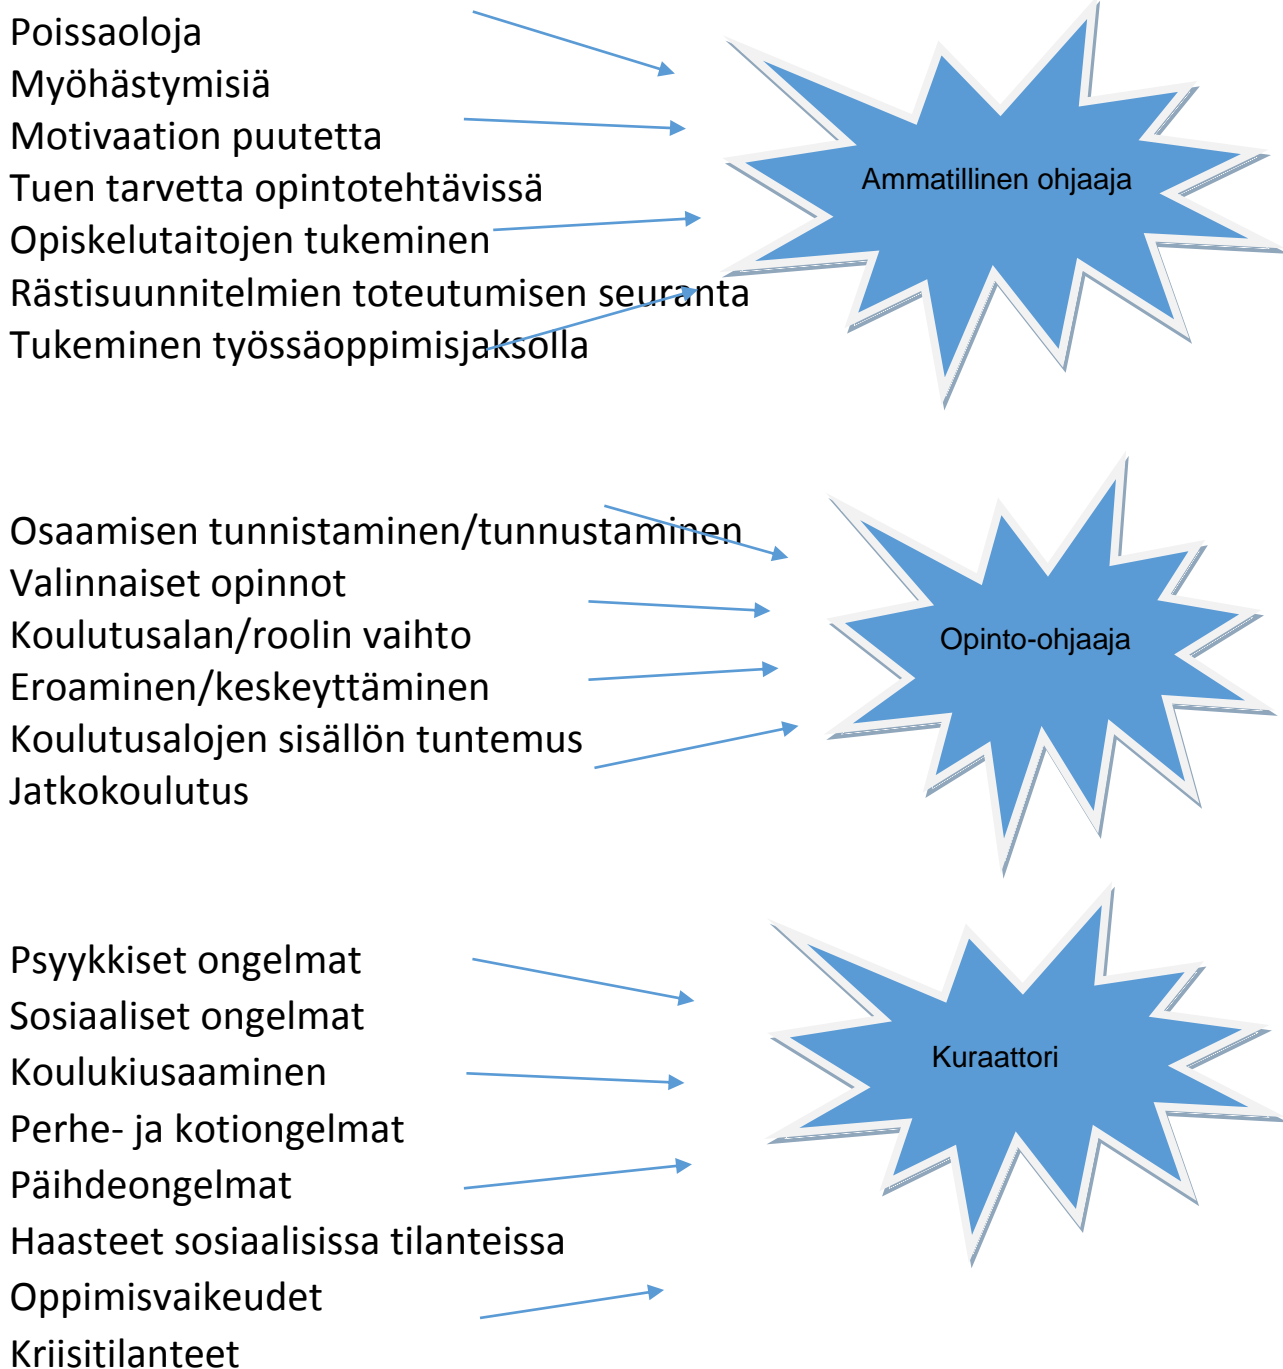 Poissaoloja
Myöhästymisiä
Motivaation puutetta
Tuen tarvetta opintotehtävissä
Opiskelutaitojen tukeminen
Rästisuunnitelmien toteutumisen seuranta
Tukeminen työssäoppimisjaksolla
Ammatillinen ohjaaja
Osaamisen tunnistaminen/tunnustaminen
Valinnaiset opinnot
Koulutusalan/roolin vaihto
Eroaminen/keskeyttäminen
Koulutusalojen sisällön tuntemus
Jatkokoulutus
Opinto-ohjaaja
Psyykkiset ongelmat
Sosiaaliset ongelmat
Koulukiusaaminen
Perhe- ja kotiongelmat
Päihdeongelmat
Haasteet sosiaalisissa tilanteissa
Oppimisvaikeudet
Kriisitilanteet
Kuraattori